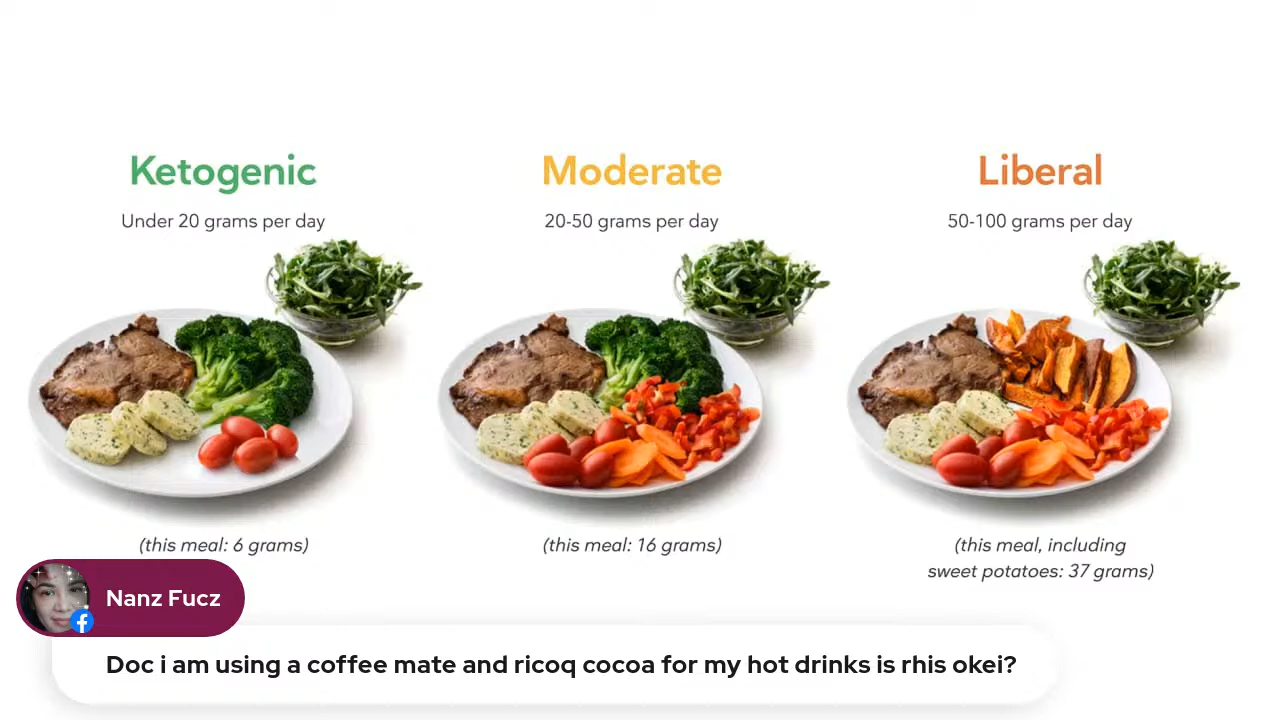 Ketogenic
Under 20 grams per day
(this meal: 6 grams)
Moderate
20-50 grams per day
(this meal: 16 grams)
Liberal
50-100 grams per day
(this meal, including
sweet potatoes: 37 grams)
Nanz Fucz
Doc i am using a coffee mate and ricoq cocoa for my hot drinks is rhis okei?